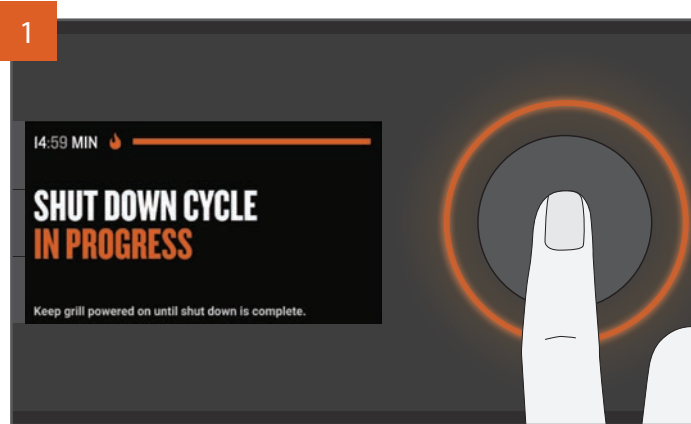 1
14:59 MIN
SHUT DOWN CYCLE
IN PROGRESS
Keep grill powered on until shut down is complete.